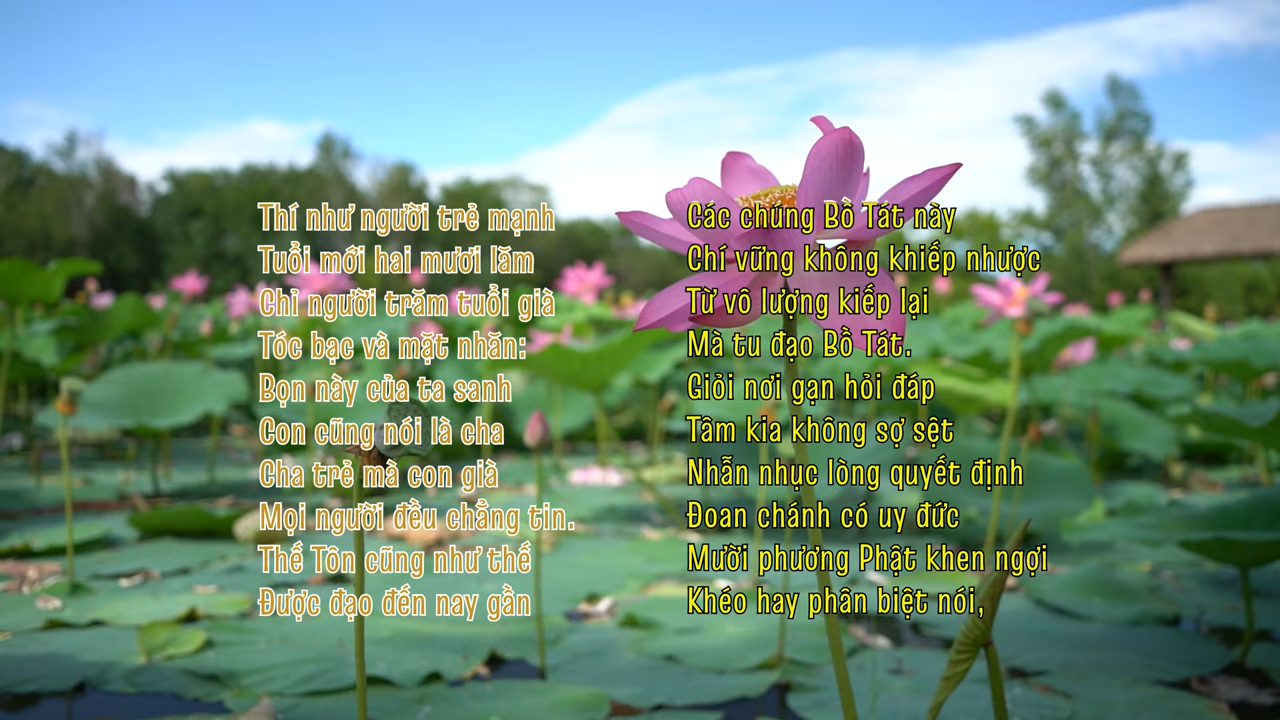 Thí như người trẻ mạnh
Tuổi mới hai mươi lăm
Chỉ người trăm tuổi già
Tóc bạc và mặt nhăn:
Bọn này của ta sanh
Con cũng nói là cha
Cha trẻ mà con già
Mọi người đều chẳng tin.
Thế Tôn cũng như thế
Được đạo đến nay gần
Các chúng Bồ Tát này
Chí vững không khiếp nhược
Từ vô lượng kiếp lại
Mà tu đạo Bồ Tát.
Giỏi nơi gạn hỏi đáp
Tâm kia không sợ sệt
Nhẫn nhục lòng quyết định
Đoan chánh có uy đức
Mười phương Phật khen ngợi
Khéo hay phân biệt nói,